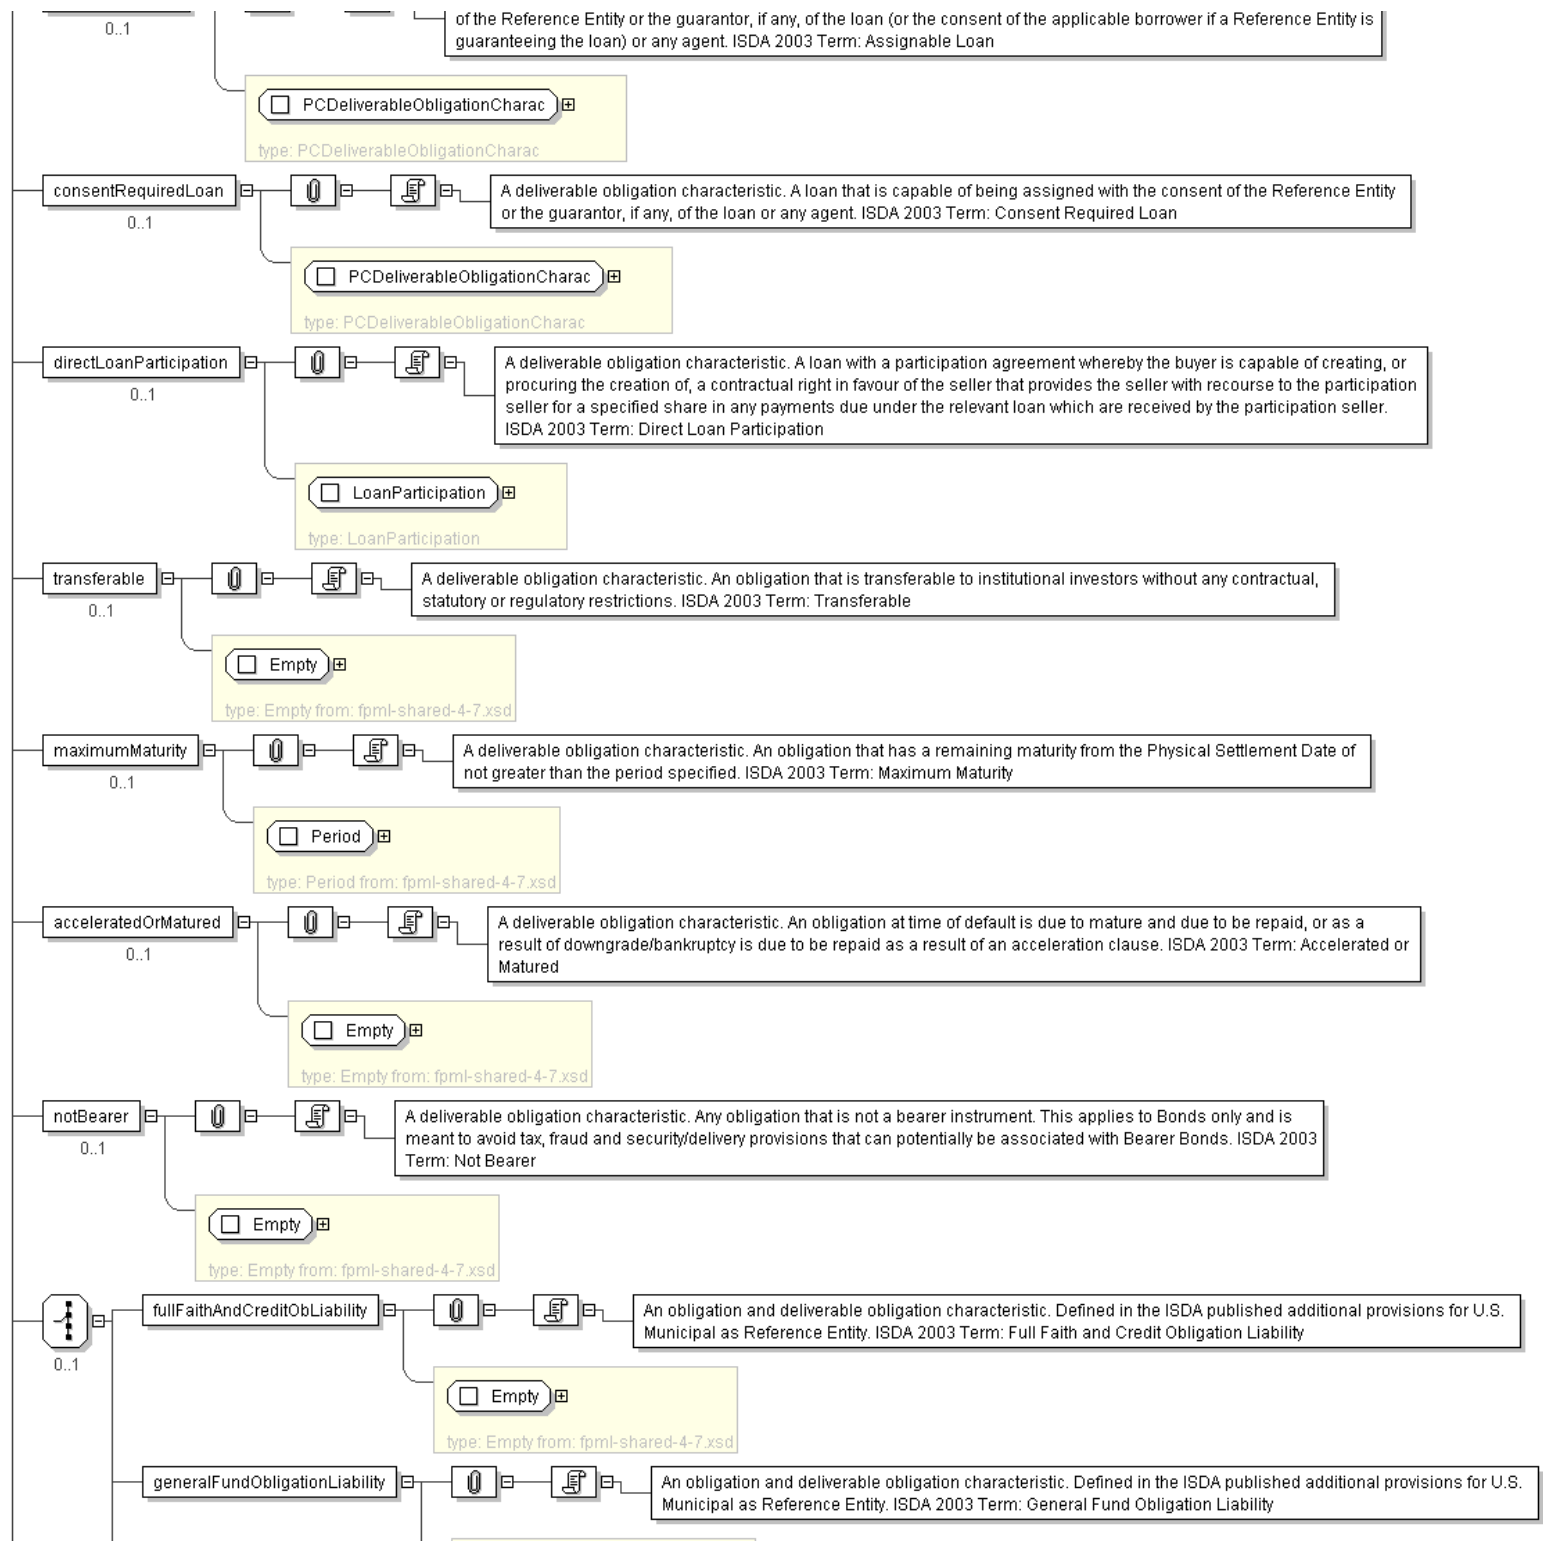 of the Reference Entity or the guarantor, if any, of the loan (or the consent of the applicable borrower if a Reference Entity is
0..1
guaranteeing the loan) or any agent. ISDA 2003 Term: Assignable Loan
PCDeliverableObligationCharac
type: PCDeliverableObligationCharac
consentRequiredLoan
0..1
A deliverable obligation characteristic. A loan that is capable of being assigned with the consent of the Reference Entity
or the guarantor, if any, of the loan or any agent. ISDA 2003 Term: Consent Required Loan
PCDeliverableObligationCharac
type: PCDeliverableObligationCharac
directLoanParticipation
0..1
A deliverable obligation characteristic. A loan with a participation agreement whereby the buyer is capable of creating, or
procuring the creation of, a contractual right in favour of the seller that provides the seller with recourse to the participation
seller for a specified share in any payments due under the relevant loan which are received by the participation seller.
ISDA 2003 Term: Direct Loan Participation
LoanParticipation
type: LoanParticipation
transferable
0..1
A deliverable obligation characteristic. An obligation that is transferable to institutional investors without any contractual,
statutory or regulatory restrictions. ISDA 2003 Term: Transferable
Empty
type: Empty from: fpml-shared-4-7.xsd
maximumMaturity
0..1
A deliverable obligation characteristic. An obligation that has a remaining maturity from the Physical Settlement Date of
not greater than the period specified. ISDA 2003 Term: Maximum Maturity
Period
type: Period from: fpml-shared-4-7.xsd
acceleratedOrMatured
0..1
A deliverable obligation characteristic. An obligation at time of default is due to mature and due to be repaid, or as a
result of downgrade/bankruptcy is due to be repaid as a result of an acceleration clause. ISDA 2003 Term: Accelerated or
Matured
Empty
type: Empty from: fpml-shared-4-7.xsd
notBearer
0..1
A deliverable obligation characteristic. Any obligation that is not a bearer instrument. This applies to Bonds only and is
meant to avoid tax, fraud and security/delivery provisions that can potentially be associated with Bearer Bonds. ISDA 2003
Term: Not Bearer
Empty
type: Empty from: fpml-shared-4-7.xsd
0..1
fullFaithAndCreditObLiability
An obligation and deliverable obligation characteristic. Defined in the ISDA published additional provisions for U.S.
Municipal as Reference Entity. ISDA 2003 Term: Full Faith and Credit Obligation Liability
Empty
type: Empty from: fpml-shared-4-7.xsd
generalFundObligationLiability
An obligation and deliverable obligation characteristic. Defined in the ISDA published additional provisions for U.S.
Municipal as Reference Entity. ISDA 2003 Term: General Fund Obligation Liability